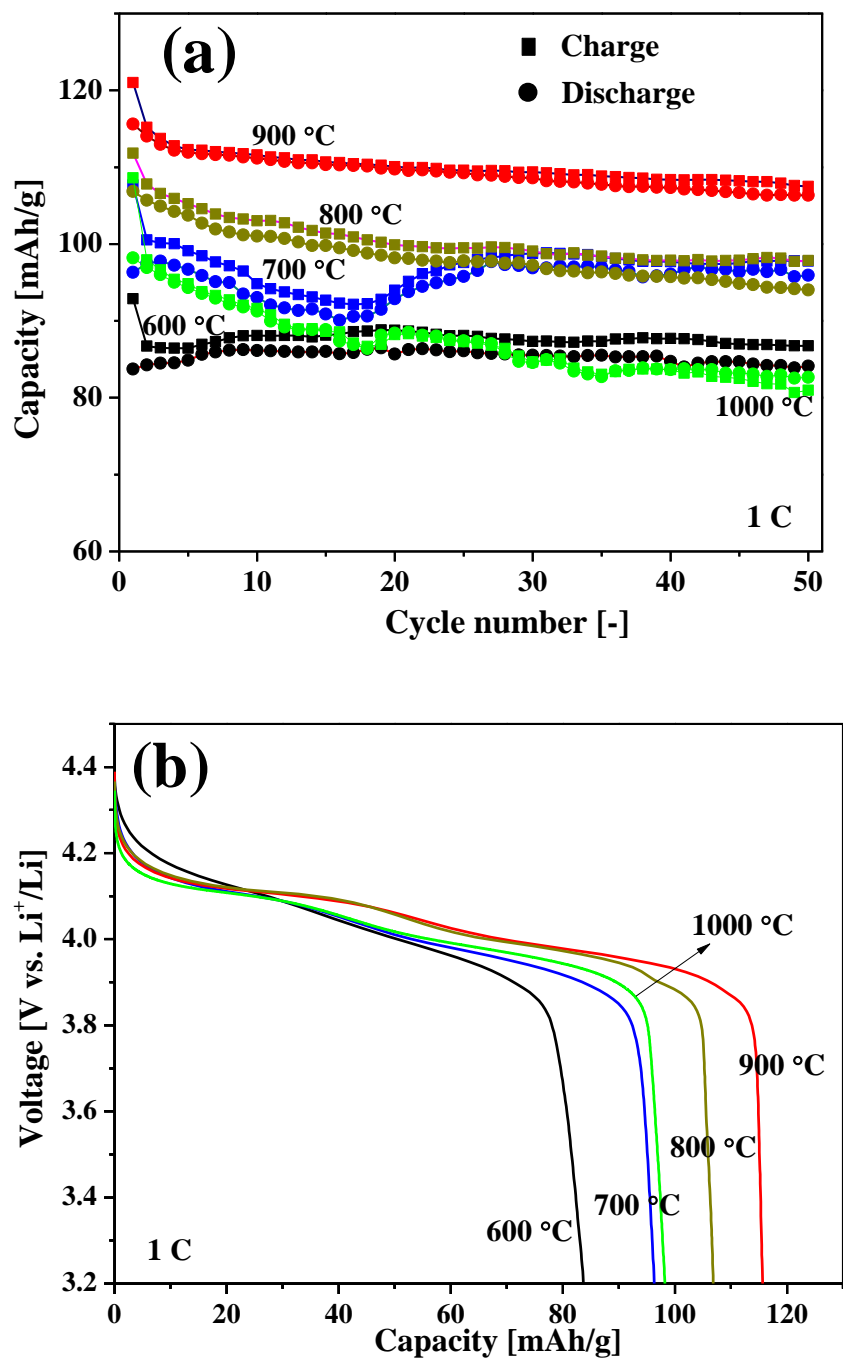 (a)
Charge
Discharge
120
900 °C
800 °C
100
700 °C
600 °C
80
1000 °C
1 C
60
0
10
20
30
40
50
Capacity [mAh/g]
Cycle number [-]
(b)
4.4
4.2
4.0
3.8
3.6
3.4
3.2
1000 °C
900 °C
800 °C
700 °C
600 °C
1 C
0
20
40
60
80
100
120
Voltage [V vs. Li⁺/Li]
Capacity [mAh/g]